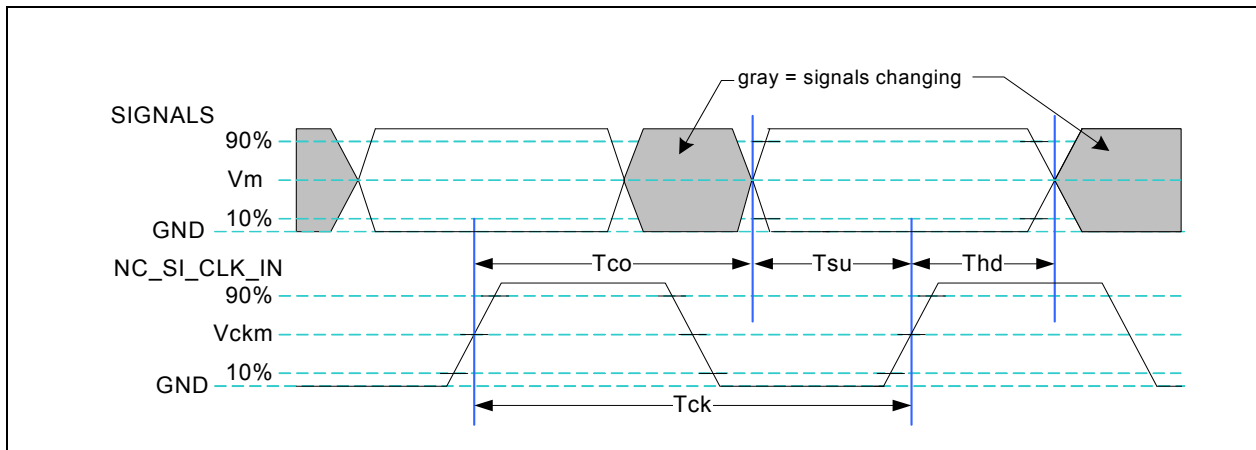 gray = signals changing
SIGNALS
90%
Vm
10%
GND
Tco
Tsu
Thd
NC_SI_CLK_IN
90%
Vckm
10%
GND
Tck